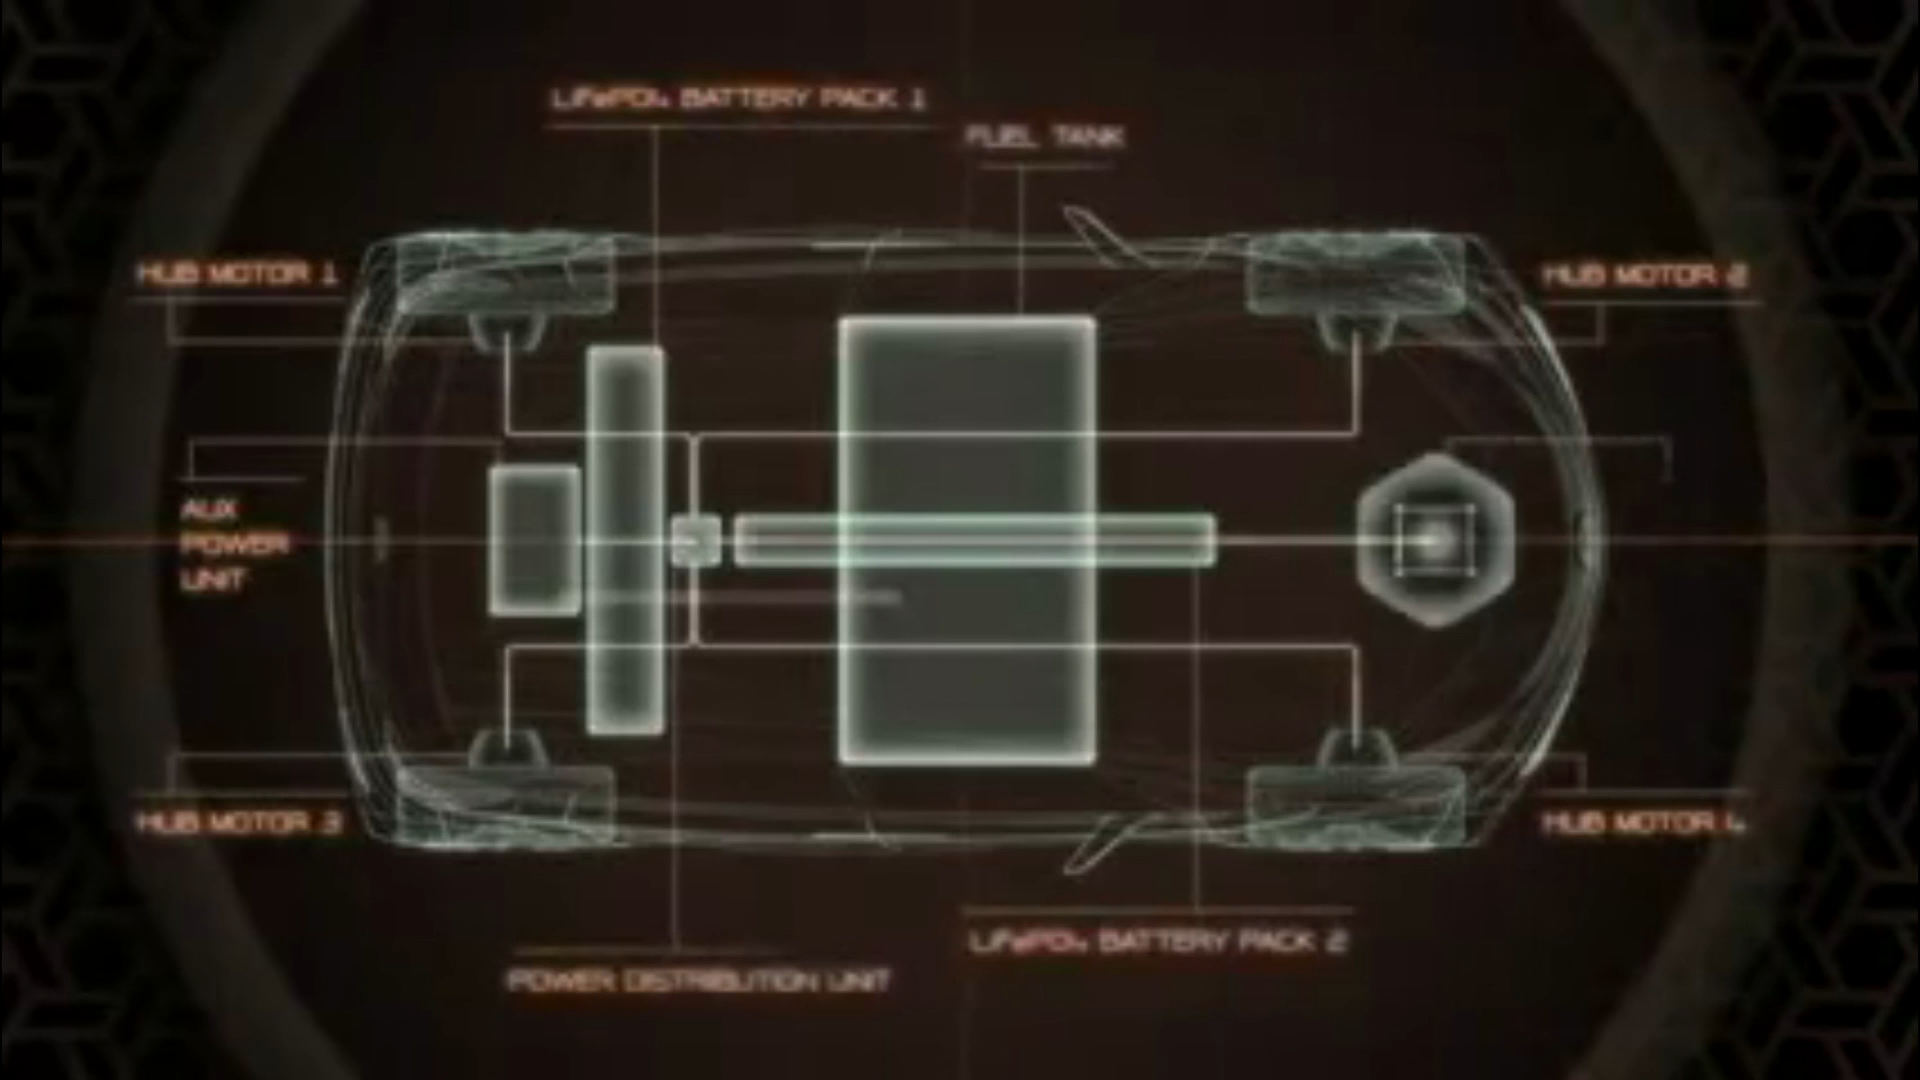 LiFePO₄ BATTERY PACK 1
FUEL TANK
HUB MOTOR 1
HUB MOTOR 2
AUX
POWER
UNIT
HUB MOTOR 3
HUB MOTOR 4
LiFePO₄ BATTERY PACK 2
POWER DISTRIBUTION UNIT